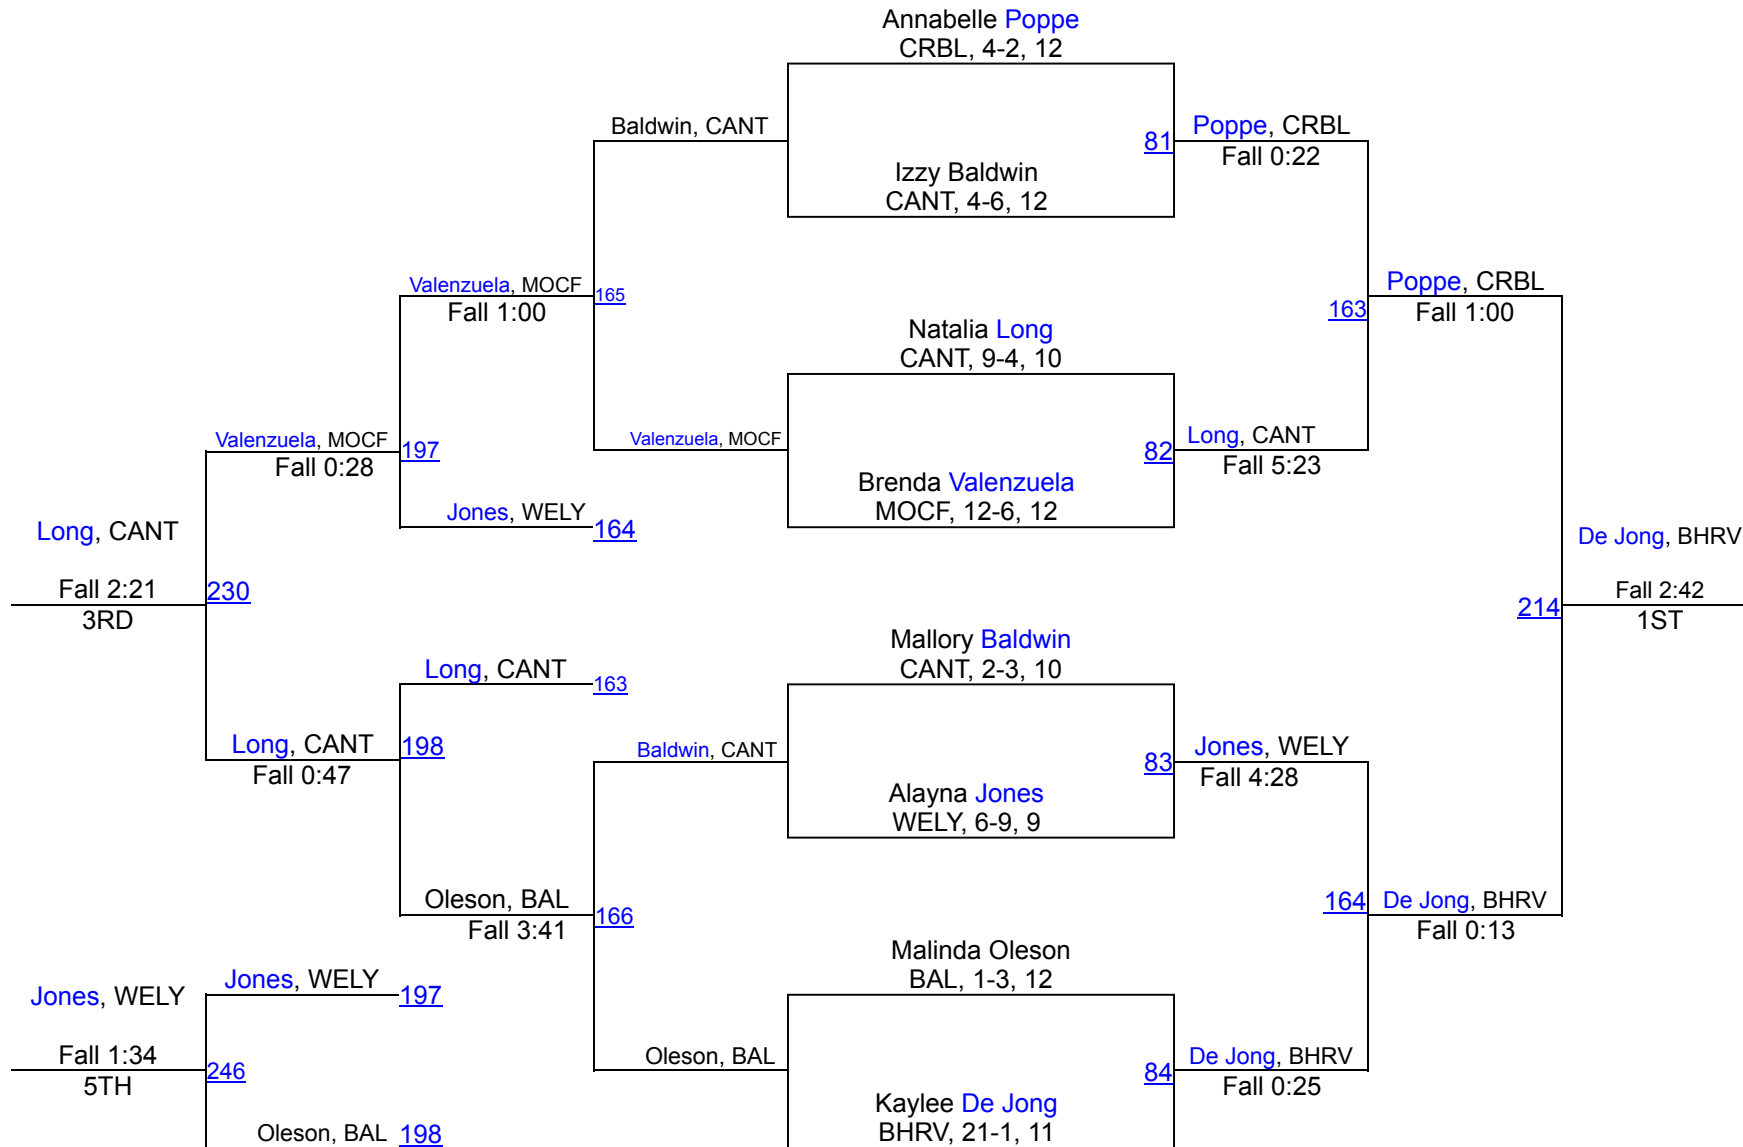 Annabelle Poppe
CRBL, 4-2, 12
Baldwin, CANT
81
Poppe, CRBL
Fall 0:22
Izzy Baldwin
CANT, 4-6, 12
Valenzuela, MOCF
Fall 1:00
165
163
Poppe, CRBL
Fall 1:00
Natalia Long
CANT, 9-4, 10
Valenzuela, MOCF
Fall 0:28
197
Valenzuela, MOCF
82
Long, CANT
Fall 5:23
Brenda Valenzuela
MOCF, 12-6, 12
Jones, WELY
164
Long, CANT
Fall 2:21
3RD
230
De Jong, BHRV
Fall 2:42
1ST
214
Mallory Baldwin
CANT, 2-3, 10
Long, CANT
163
Long, CANT
Fall 0:47
198
Baldwin, CANT
83
Jones, WELY
Fall 4:28
Alayna Jones
WELY, 6-9, 9
Oleson, BAL
Fall 3:41
166
164
De Jong, BHRV
Fall 0:13
Malinda Oleson
BAL, 1-3, 12
Jones, WELY
Fall 1:34
5TH
Jones, WELY
197
246
Oleson, BAL
84
De Jong, BHRV
Fall 0:25
Kaylee De Jong
BHRV, 21-1, 11
Oleson, BAL
198